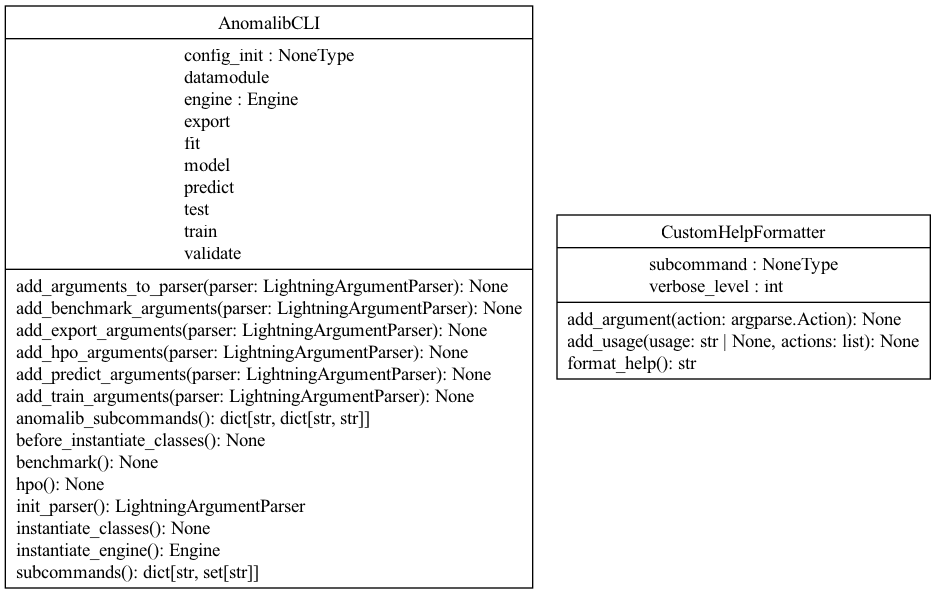 AnomalibCLI
config_init : NoneType
datamodule
engine : Engine
export
fit
model
predict
test
train
validate
add_arguments_to_parser(parser: LightningArgumentParser): None
add_benchmark_arguments(parser: LightningArgumentParser): None
add_export_arguments(parser: LightningArgumentParser): None
add_hpo_arguments(parser: LightningArgumentParser): None
add_predict_arguments(parser: LightningArgumentParser): None
add_train_arguments(parser: LightningArgumentParser): None
anomalib_subcommands(): dict[str, dict[str, str]]
before_instantiate_classes(): None
benchmark(): None
hpo(): None
init_parser(): LightningArgumentParser
instantiate_classes(): None
instantiate_engine(): Engine
subcommands(): dict[str, set[str]]
CustomHelpFormatter
subcommand : NoneType
verbose_level : int
add_argument(action: argparse.Action): None
add_usage(usage: str | None, actions: list): None
format_help(): str